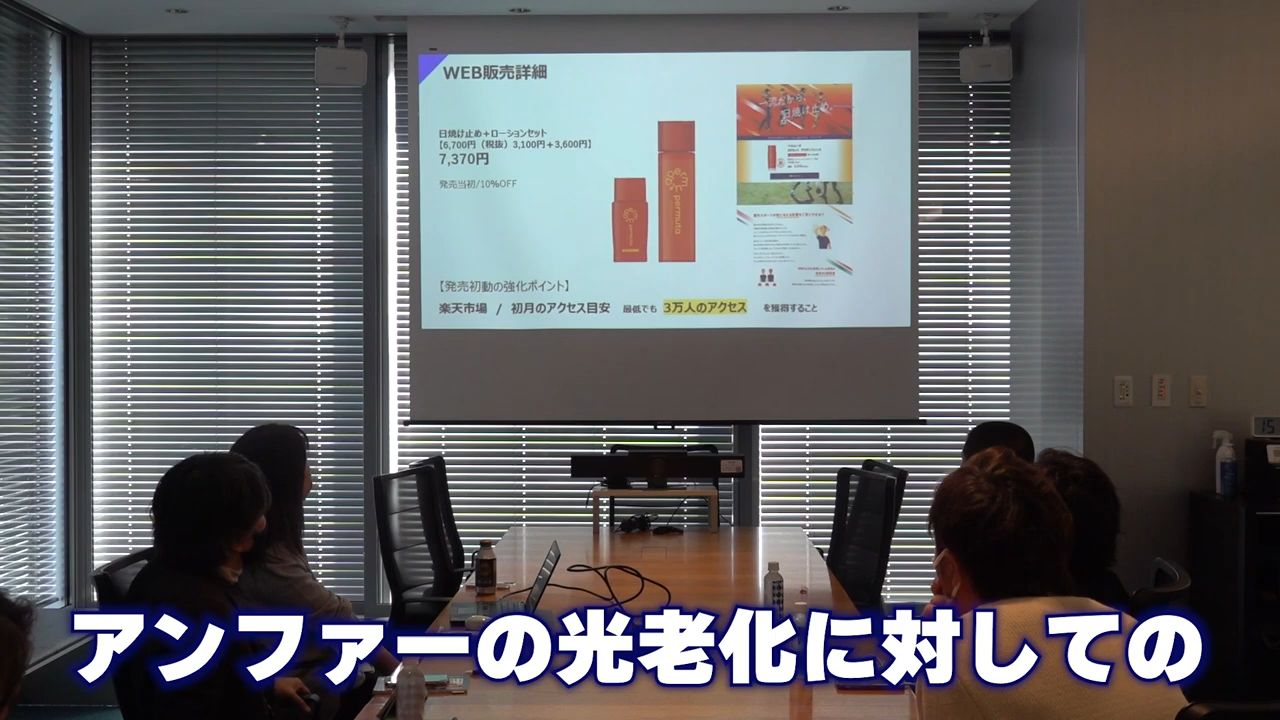 WEB販売詳細
日焼け止め＋ローションセット
【6,700円（税抜）3,100円＋3,600円】
7,370円
発売当初/10％OFF
permuta
【発売初動の強化ポイント】
楽天市場 / 初月のアクセス目安 最低でも 3万人のアクセス を獲得すること
15
アンファーの光老化に対しての